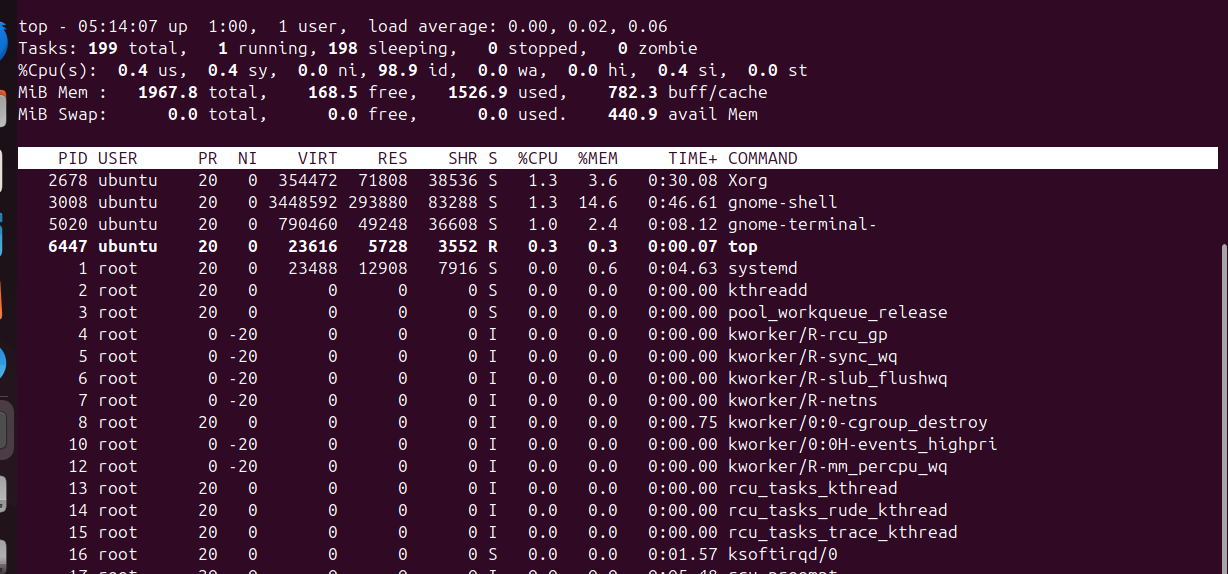 top - 05:14:07 up  1:00,  1 user,  load average: 0.00, 0.02, 0.06
Tasks: 199 total,   1 running, 198 sleeping,   0 stopped,   0 zombie
%Cpu(s):  0.4 us,  0.4 sy,  0.0 ni, 98.9 id,  0.0 wa,  0.0 hi,  0.4 si,  0.0 st
MiB Mem :   1967.8 total,    168.5 free,   1526.9 used,    782.3 buff/cache
MiB Swap:      0.0 total,      0.0 free,      0.0 used.    440.9 avail Mem
    PID USER      PR  NI    VIRT    RES    SHR S  %CPU  %MEM     TIME+ COMMAND
   2678 ubuntu    20   0  354472  71808  38536 S   1.3   3.6   0:30.08 Xorg
   3008 ubuntu    20   0 3448592 293880  83288 S   1.3  14.6   0:46.61 gnome-shell
   5020 ubuntu    20   0  790460  49248  36608 S   1.0   2.4   0:08.12 gnome-terminal-
   6447 ubuntu    20   0   23616   5728   3552 R   0.3   0.3   0:00.07 top
      1 root      20   0   23488  12908   7916 S   0.0   0.6   0:04.63 systemd
      2 root      20   0       0      0      0 S   0.0   0.0   0:00.00 kthreadd
      3 root      20   0       0      0      0 S   0.0   0.0   0:00.00 pool_workqueue_release
      4 root       0 -20       0      0      0 I   0.0   0.0   0:00.00 kworker/R-rcu_gp
      5 root       0 -20       0      0      0 I   0.0   0.0   0:00.00 kworker/R-sync_wq
      6 root       0 -20       0      0      0 I   0.0   0.0   0:00.00 kworker/R-slub_flushwq
      7 root       0 -20       0      0      0 I   0.0   0.0   0:00.00 kworker/R-netns
      8 root      20   0       0      0      0 I   0.0   0.0   0:00.75 kworker/0:0-cgroup_destroy
     10 root       0 -20       0      0      0 I   0.0   0.0   0:00.00 kworker/0:0H-events_highpri
     12 root       0 -20       0      0      0 I   0.0   0.0   0:00.00 kworker/R-mm_percpu_wq
     13 root      20   0       0      0      0 I   0.0   0.0   0:00.00 rcu_tasks_kthread
     14 root      20   0       0      0      0 I   0.0   0.0   0:00.00 rcu_tasks_rude_kthread
     15 root      20   0       0      0      0 I   0.0   0.0   0:00.00 rcu_tasks_trace_kthread
     16 root      20   0       0      0      0 S   0.0   0.0   0:01.57 ksoftirqd/0